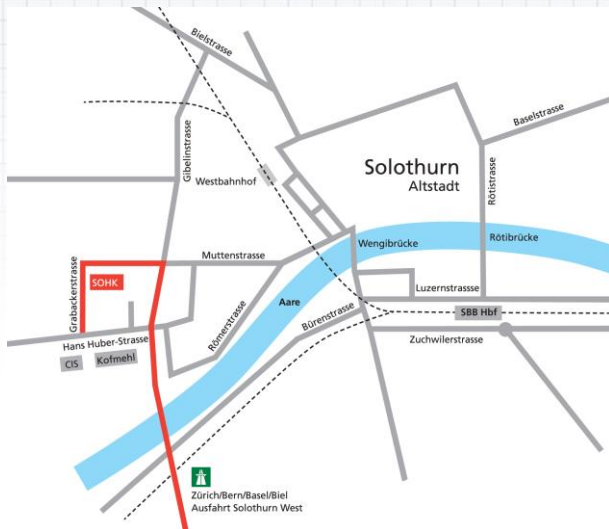 Bielstrasse
Baselstrasse
Gibelinstrasse
Solothurn
Altstadt
Rötistrasse
Westbahnhof
Wengibrücke
Rötibrücke
Muttenstrasse
Grabackerstrasse
SOHK
Luzernstrassse
Aare
SBB Hbf
Römerstrasse
Bürenstrasse
Hans Huber-Strasse
Zuchwilerstrasse
CIS
Kofmehl
Zürich/Bern/Basel/Biel
Ausfahrt Solothurn West